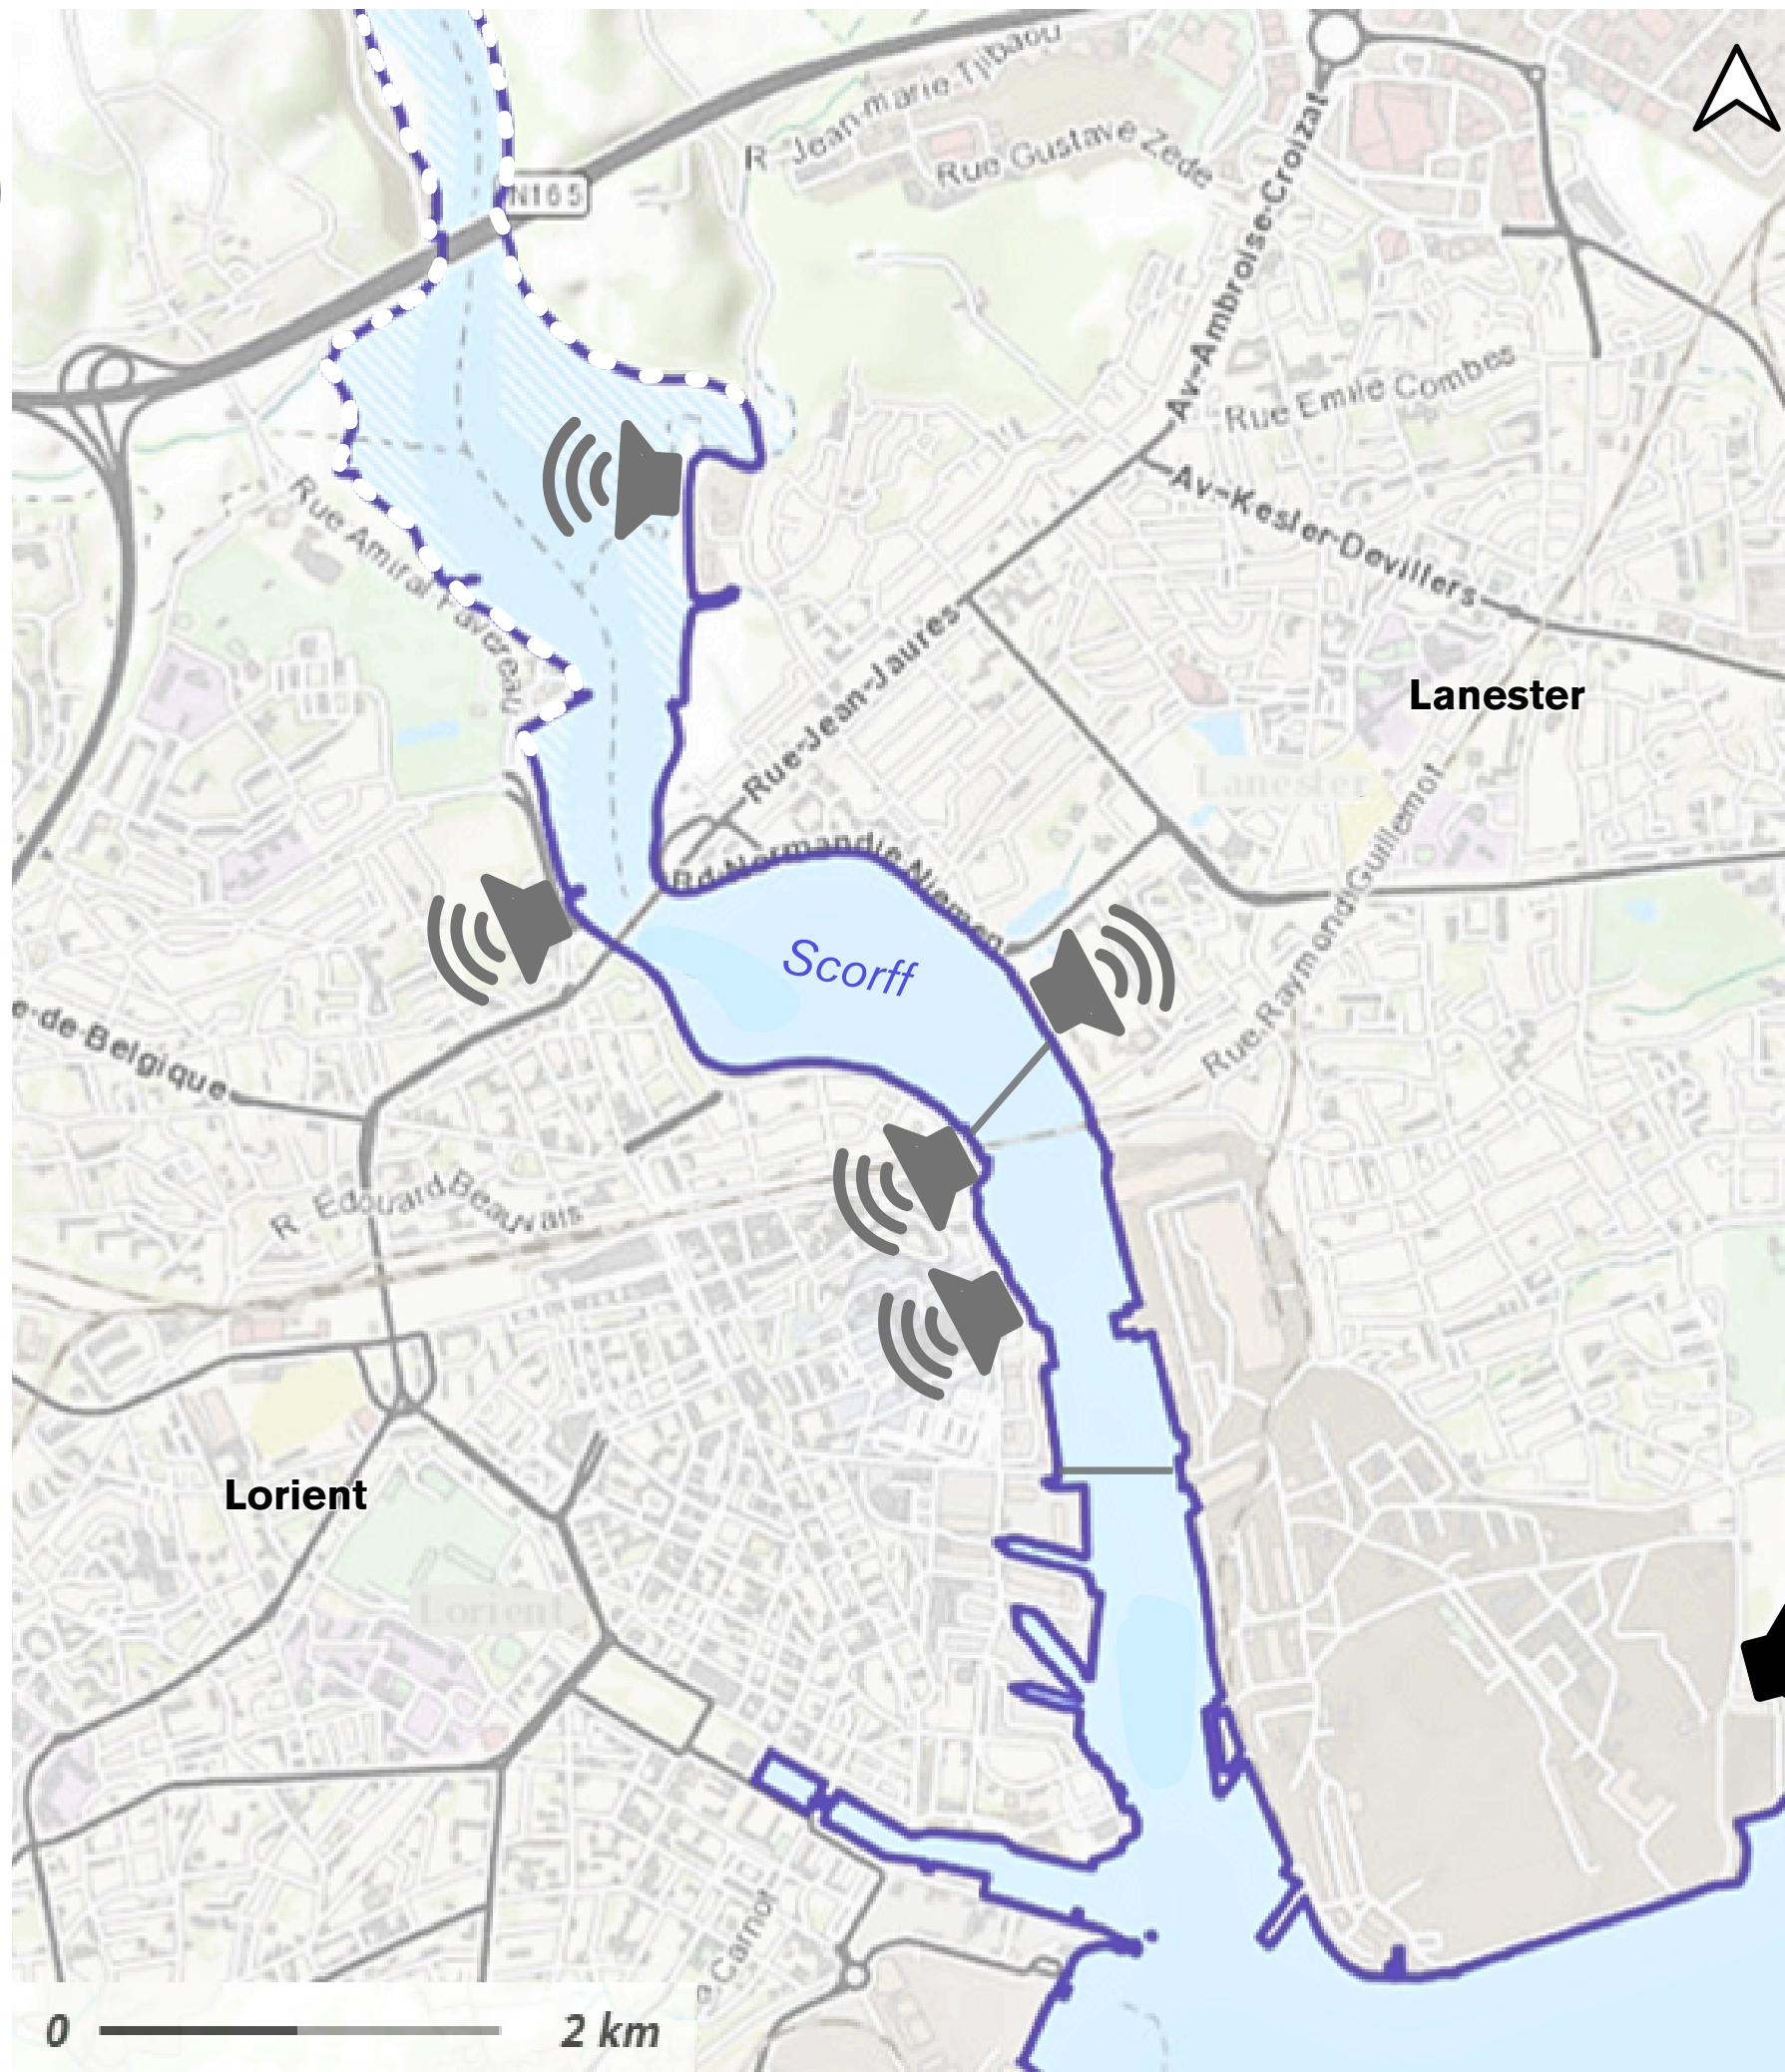 R Jean-marie-Tjibaou
N165
Rue Gustave Zede
Av-Ambroise-Croizat
Rue Emile Combes
Av-Kesler-Devillers
Rue Amiral Favereau
Rue-Jean-Jaures
Lanester
Lanester
Bd-Normandie-Niemen
Rue-Raymond-Guillemot
Scorff
e-de-Belgique
R Edouard-Beauvais
Lorient
Lorient
e.Carnot
0 2 km